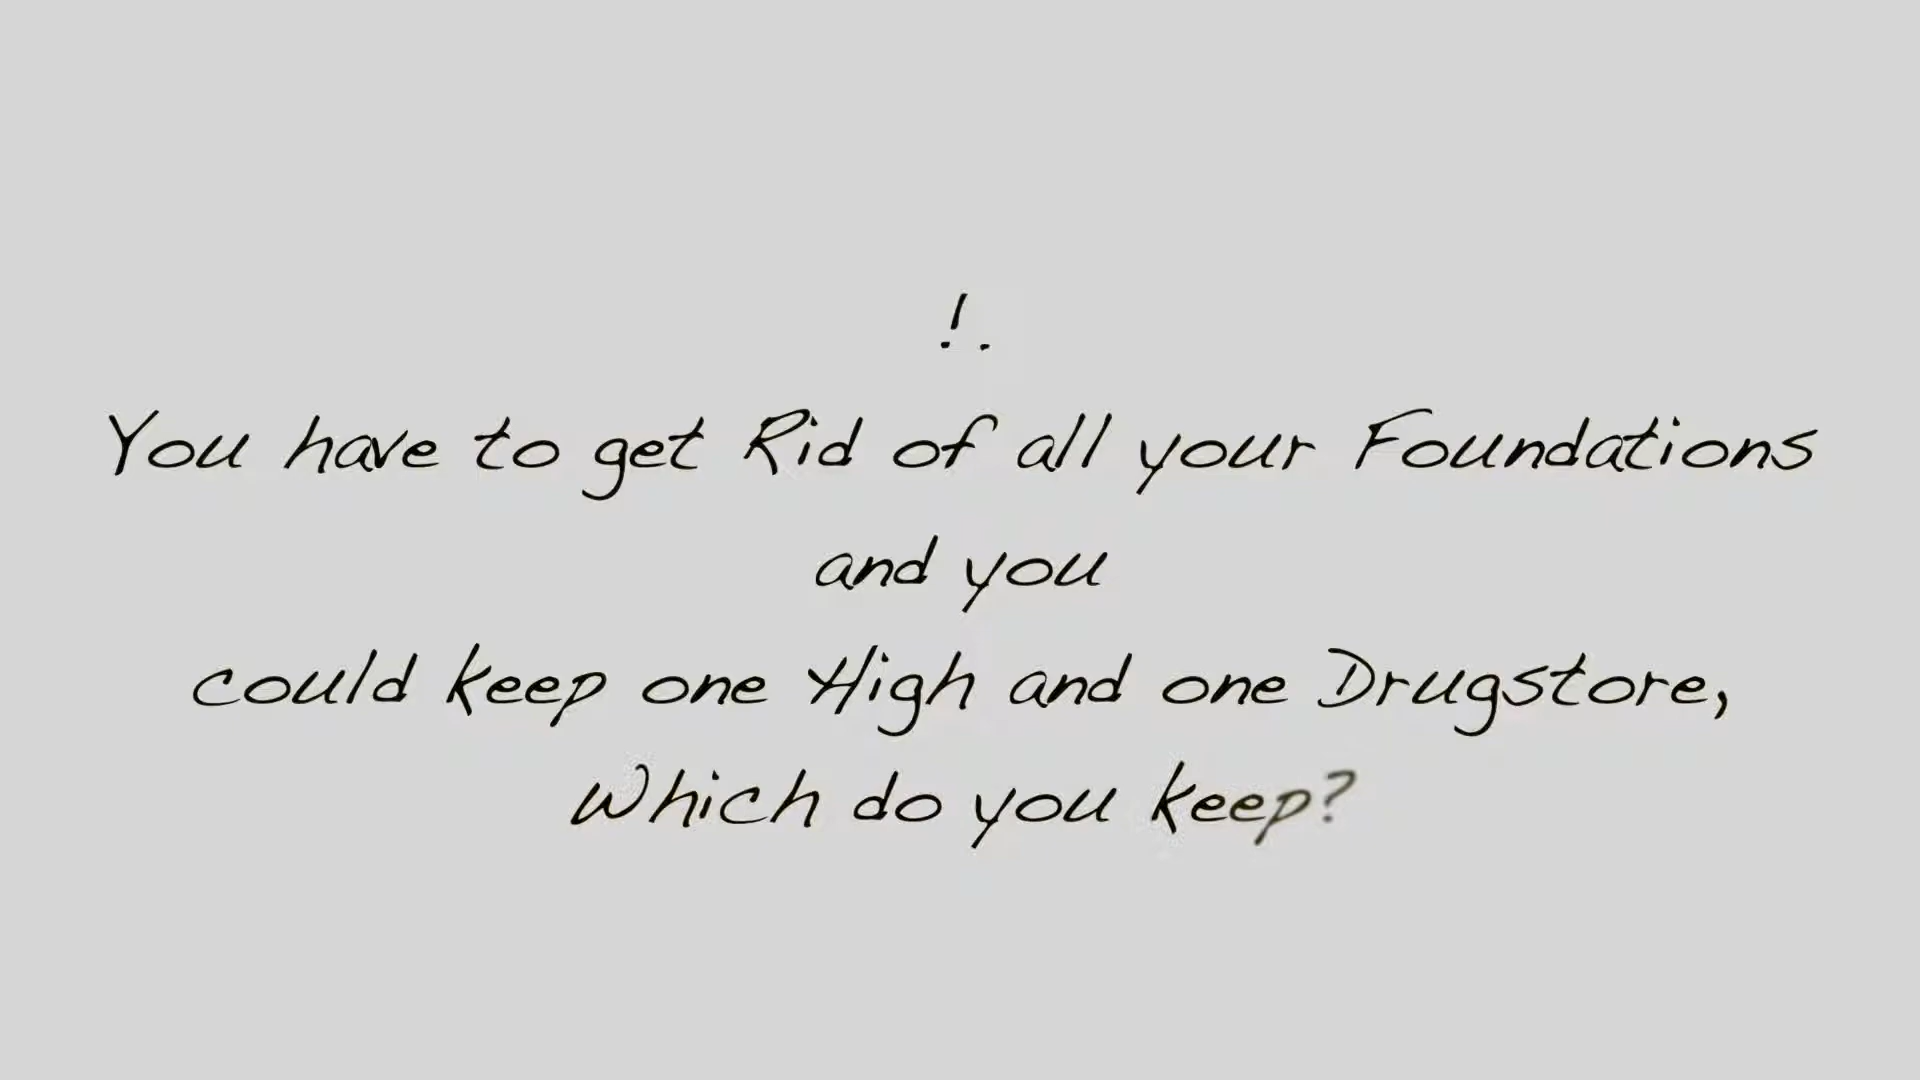 !.
You have to get Rid of all your Foundations
and you
could keep one High and one Drugstore,
Which do you keep?